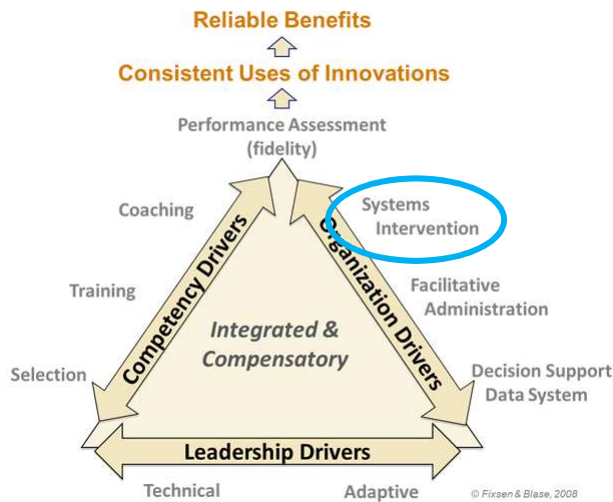 Reliable Benefits
Consistent Uses of Innovations
Performance Assessment
(fidelity)
Coaching
Systems
Intervention
Training
Facilitative
Administration
Competency Drivers
Organization Drivers
Integrated &
Compensatory
Selection
Decision Support
Data System
Leadership Drivers
Technical
Adaptive
© Fixsen & Blase, 2008